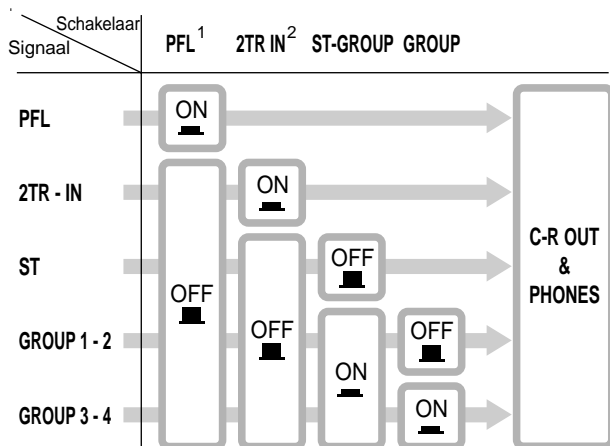 Schakelaar
Signaal
PFL1 2TR IN2 ST-GROUP GROUP
PFL ON
2TR - IN ON
ST OFF
OFF
OFF
GROUP 1 - 2 OFF
ON
GROUP 3 - 4 ON
C-R OUT
&
PHONES